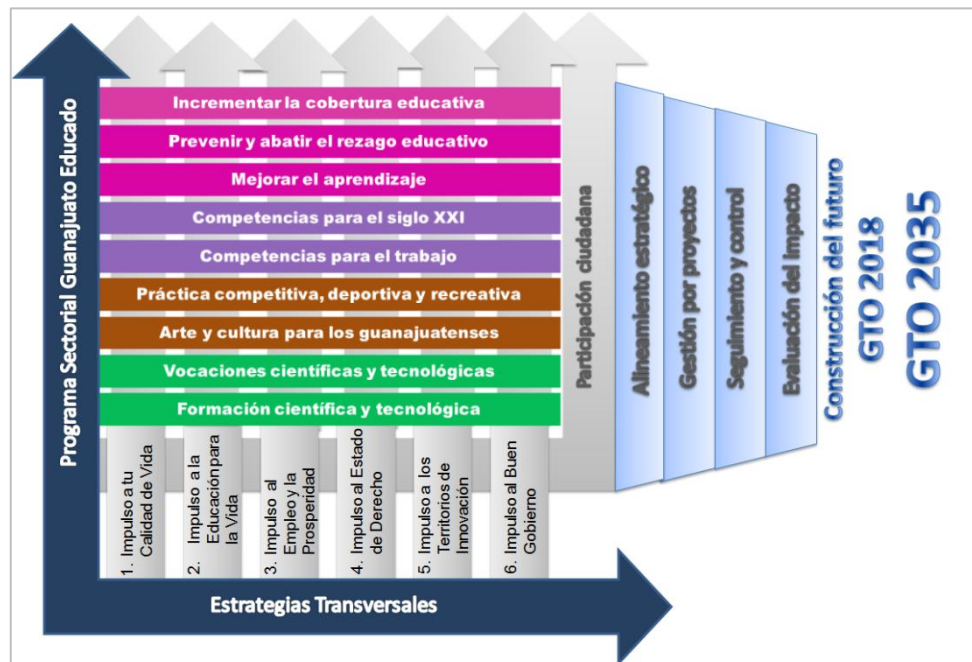 Programa Sectorial Guanajuato Educado
Incrementar la cobertura educativa
Prevenir y abatir el rezago educativo
Mejorar el aprendizaje
Competencias para el siglo XXI
Competencias para el trabajo
Práctica competitiva, deportiva y recreativa
Arte y cultura para los guanajuatenses
Vocaciones científicas y tecnológicas
Formación científica y tecnológica
1. Impulso a tu
Calidad de Vida
2. Impulso a la
Educación para
la Vida
3. Impulso al
Empleo y la
Prosperidad
4. Impulso al Estado
de Derecho
5. Impulso a los
Territorios de
Innovación
6. Impulso al Buen
Gobierno
Estrategias Transversales
Participación ciudadana
Alineamiento estratégico
Gestión por proyectos
Seguimiento y control
Evaluación del impacto
Construcción del futuro
GTO 2018
GTO 2035